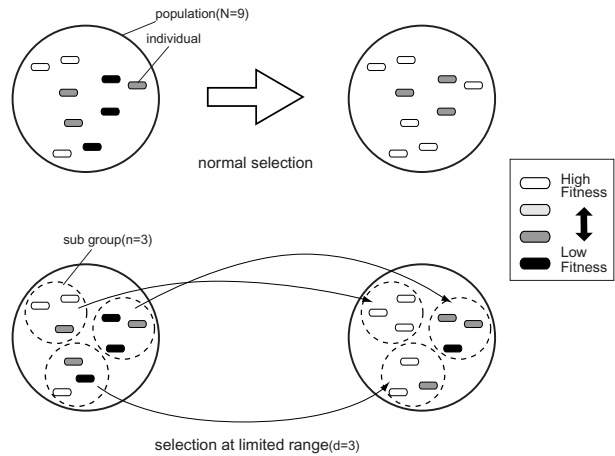 population(N=9)
individual
normal selection
High
Fitness
Low
Fitness
sub group(n=3)
selection at limited range(d=3)